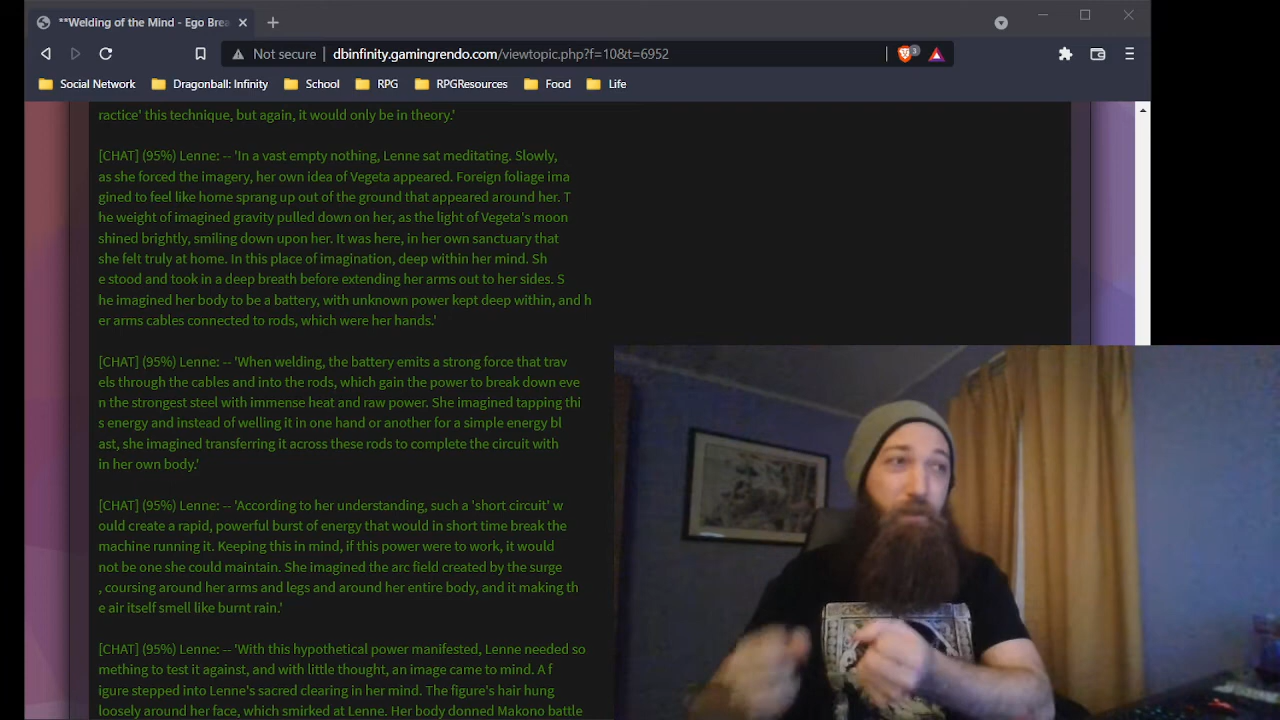 **Welding of the Mind - Ego Brea
Not secure | dbinfinity.gamingrendo.com/viewtopic.php?f=10&t=6952
3
Social Network Dragonball: Infinity School RPG RPGResources Food Life
ractice' this technique, but again, it would only be in theory.'
[CHAT] (95%) Lenne: -- 'In a vast empty nothing, Lenne sat meditating. Slowly,
as she forced the imagery, her own idea of Vegeta appeared. Foreign foliage ima
gined to feel like home sprang up out of the ground that appeared around her. T
he weight of imagined gravity pulled down on her, as the light of Vegeta's moon
shined brightly, smiling down upon her. It was here, in her own sanctuary that
she felt truly at home. In this place of imagination, deep within her mind. Sh
e stood and took in a deep breath before extending her arms out to her sides. S
he imagined her body to be a battery, with unknown power kept deep within, and h
er arms cables connected to rods, which were her hands.'
[CHAT] (95%) Lenne: -- 'When welding, the battery emits a strong force that trav
els through the cables and into the rods, which gain the power to break down eve
n the strongest steel with immense heat and raw power. She imagined tapping thi
s energy and instead of welling it in one hand or another for a simple energy bl
ast, she imagined transferring it across these rods to complete the circuit with
in her own body.'
[CHAT] (95%) Lenne: -- 'According to her understanding, such a 'short circuit' w
ould create a rapid, powerful burst of energy that would in short time break the
machine running it. Keeping this in mind, if this power were to work, it would
not be one she could maintain. She imagined the arc field created by the surge
, coursing around her arms and legs and around her entire body, and it making th
e air itself smell like burnt rain.'
[CHAT] (95%) Lenne: -- 'With this hypothetical power manifested, Lenne needed so
mething to test it against, and with little thought, an image came to mind. A f
igure stepped into Lenne's sacred clearing in her mind. The figure's hair hung
loosely around her face, which smirked at Lenne. Her body donned Makono battle